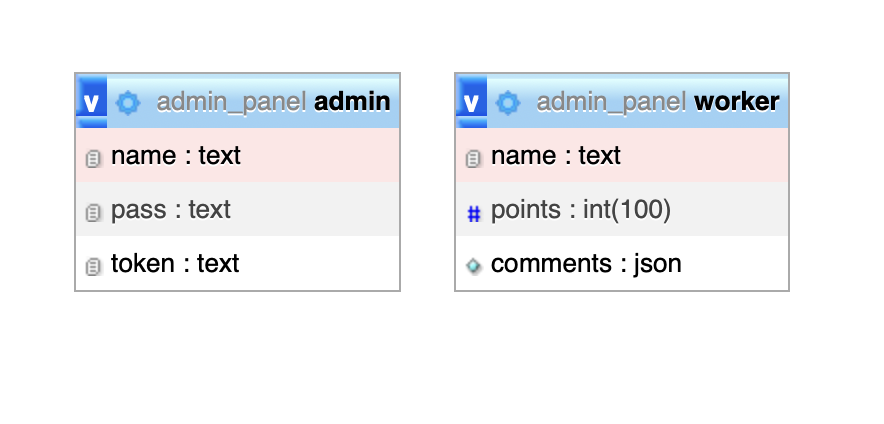 v admin_panel admin
name : text
pass : text
token : text
v admin_panel worker
name : text
# points : int(100)
comments : json